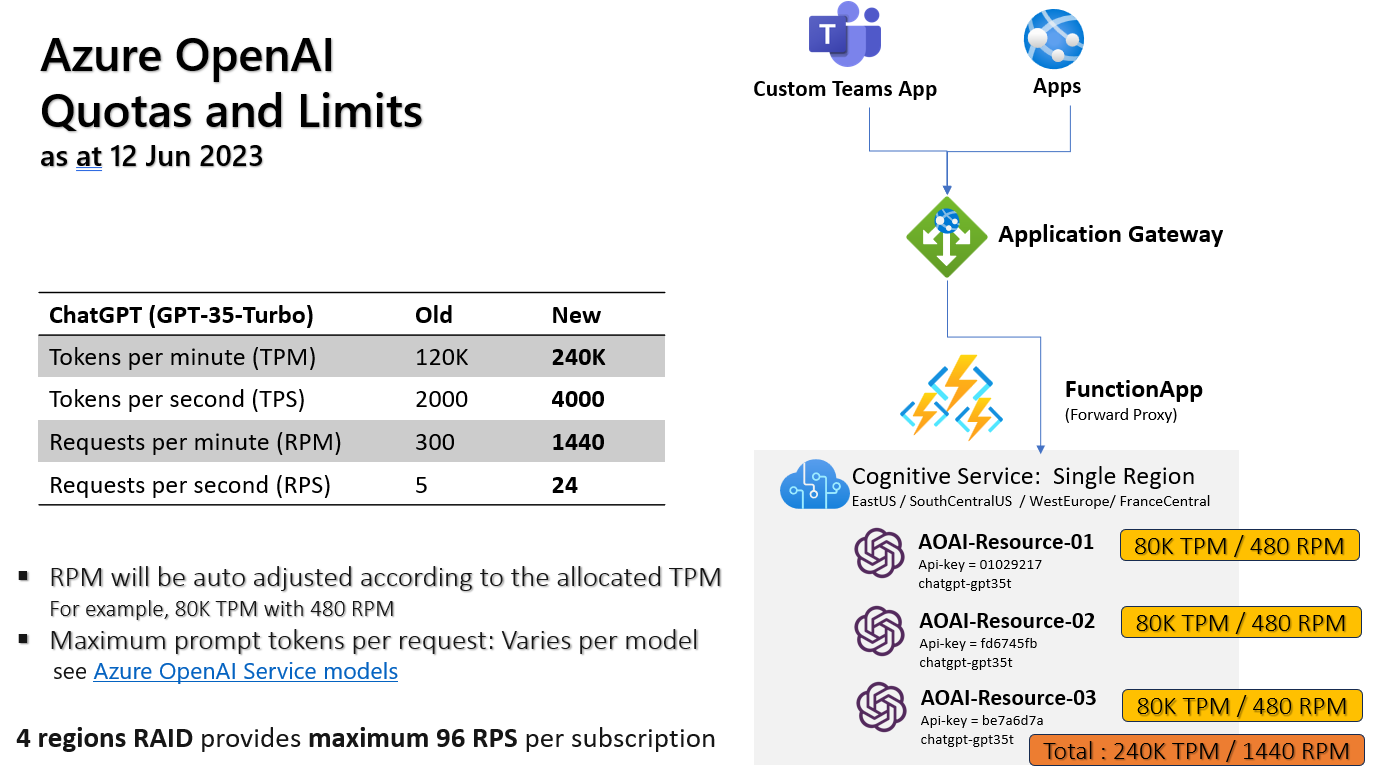 Azure OpenAI
Quotas and Limits
as at 12 Jun 2023
ChatGPT (GPT-35-Turbo) Old New
Tokens per minute (TPM) 120K 240K
Tokens per second (TPS) 2000 4000
Requests per minute (RPM) 300 1440
Requests per second (RPS) 5 24
▪ RPM will be auto adjusted according to the allocated TPM
For example, 80K TPM with 480 RPM
▪ Maximum prompt tokens per request: Varies per model
see Azure OpenAI Service models
4 regions RAID provides maximum 96 RPS per subscription
T
Custom Teams App
Apps
Application Gateway
FunctionApp
(Forward Proxy)
Cognitive Service: Single Region
EastUS / SouthCentralUS / WestEurope/ FranceCentral
AOAI-Resource-01
Api-key = 01029217
chatgpt-gpt35t
80K TPM / 480 RPM
AOAI-Resource-02
Api-key = fd6745fb
chatgpt-gpt35t
80K TPM / 480 RPM
AOAI-Resource-03
Api-key = be7a6d7a
chatgpt-gpt35t
80K TPM / 480 RPM
Total : 240K TPM / 1440 RPM